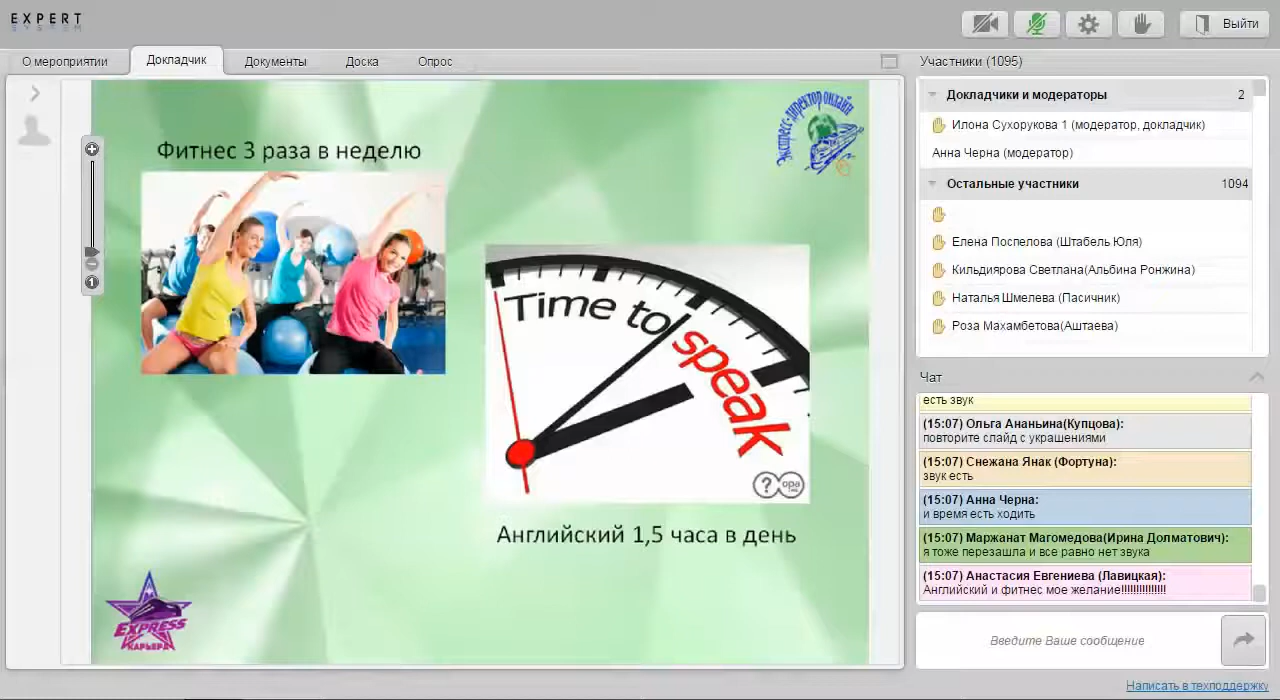 EXPERT
SYSTEM
Выйти
О мероприятии
Докладчик
Документы
Доска
Опрос
Участники (1095)
Фитнес 3 раза в неделю
Экспресс-директор онлайн
Time to speak
?
ора
Английский 1,5 часа в день
EXPRESS
КАРЬЕРА
Докладчики и модераторы 2
Илона Сухорукова 1 (модератор, докладчик)
Анна Черна (модератор)
Остальные участники 1094
Елена Поспелова (Штабель Юля)
Кильдиярова Светлана(Альбина Ронжина)
Наталья Шмелева (Пасичник)
Роза Махамбетова(Аштаева)
Чат
есть звук
(15:07) Ольга Ананьина(Купцова):
повторите слайд с украшениями
(15:07) Снежана Янак (Фортуна):
звук есть
(15:07) Анна Черна:
и время есть ходить
(15:07) Маржанат Магомедова(Ирина Долматович):
я тоже перезашла и все равно нет звука
(15:07) Анастасия Евгениева (Лавицкая):
Английский и фитнес мое желание!!!!!!!!!!!!!!!
Введите Ваше сообщение
Написать в техподдержку